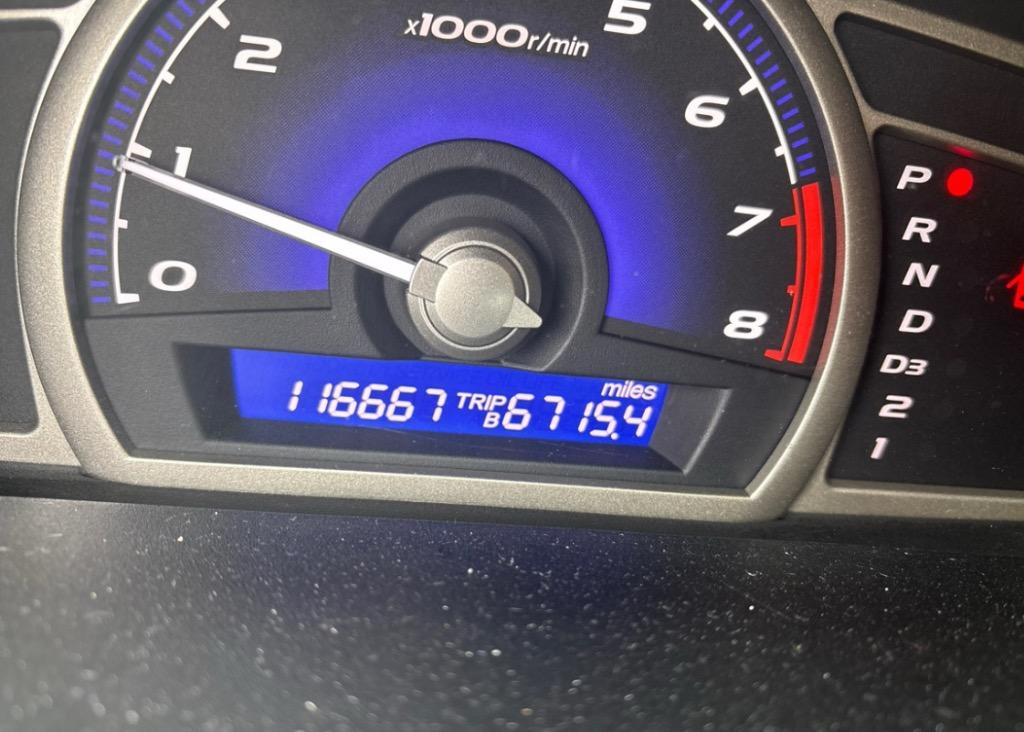 x1000r/min
5
2
6
1
7
0
8
P
R
N
D
D3
2
1
miles
116667 TRIP B 6715.4